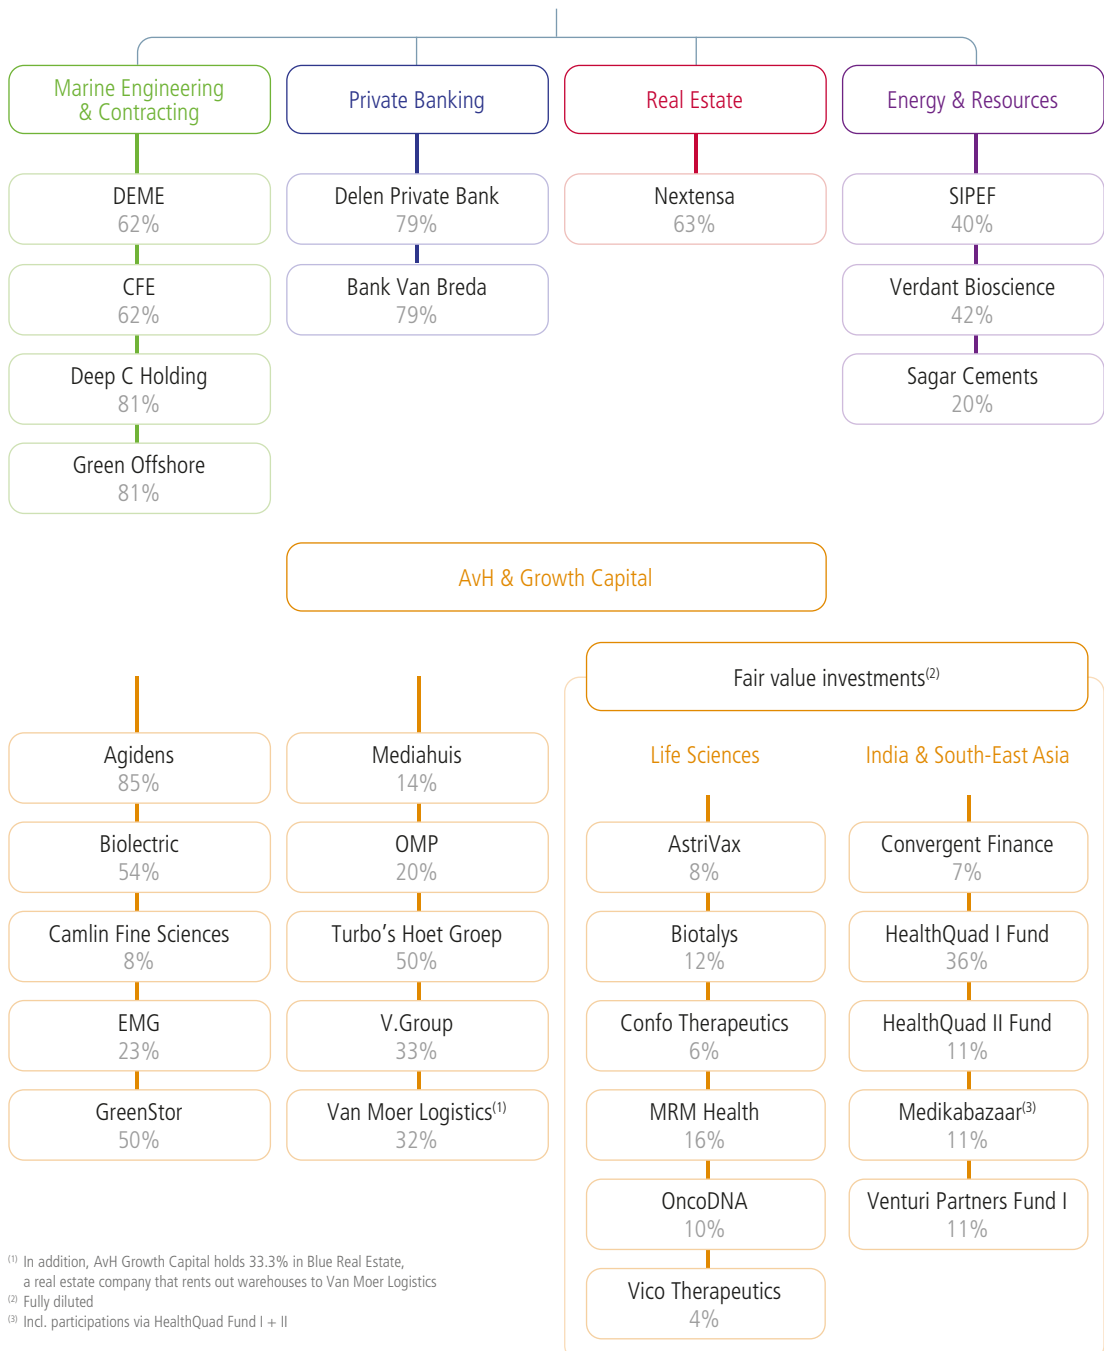 Marine Engineering
& Contracting
DEME
62%
CFE
62%
Deep C Holding
81%
Green Offshore
81%
Private Banking
Delen Private Bank
79%
Bank Van Breda
79%
Real Estate
Nextensa
63%
Energy & Resources
SIPEF
40%
Verdant Bioscience
42%
Sagar Cements
20%
AvH & Growth Capital
Agidens
85%
Biolectric
54%
Camlin Fine Sciences
8%
EMG
23%
GreenStor
50%
Mediahuis
14%
OMP
20%
Turbo’s Hoet Groep
50%
V.Group
33%
Van Moer Logistics(1)
32%
Fair value investments(2)
Life Sciences
AstriVax
8%
Biotalys
12%
Confo Therapeutics
6%
MRM Health
16%
OncoDNA
10%
Vico Therapeutics
4%
India & South-East Asia
Convergent Finance
7%
HealthQuad I Fund
36%
HealthQuad II Fund
11%
Medikabazaar(3)
11%
Venturi Partners Fund I
11%
(1) In addition, AvH Growth Capital holds 33.3% in Blue Real Estate,
a real estate company that rents out warehouses to Van Moer Logistics
(2) Fully diluted
(3) Incl. participations via HealthQuad Fund I + II